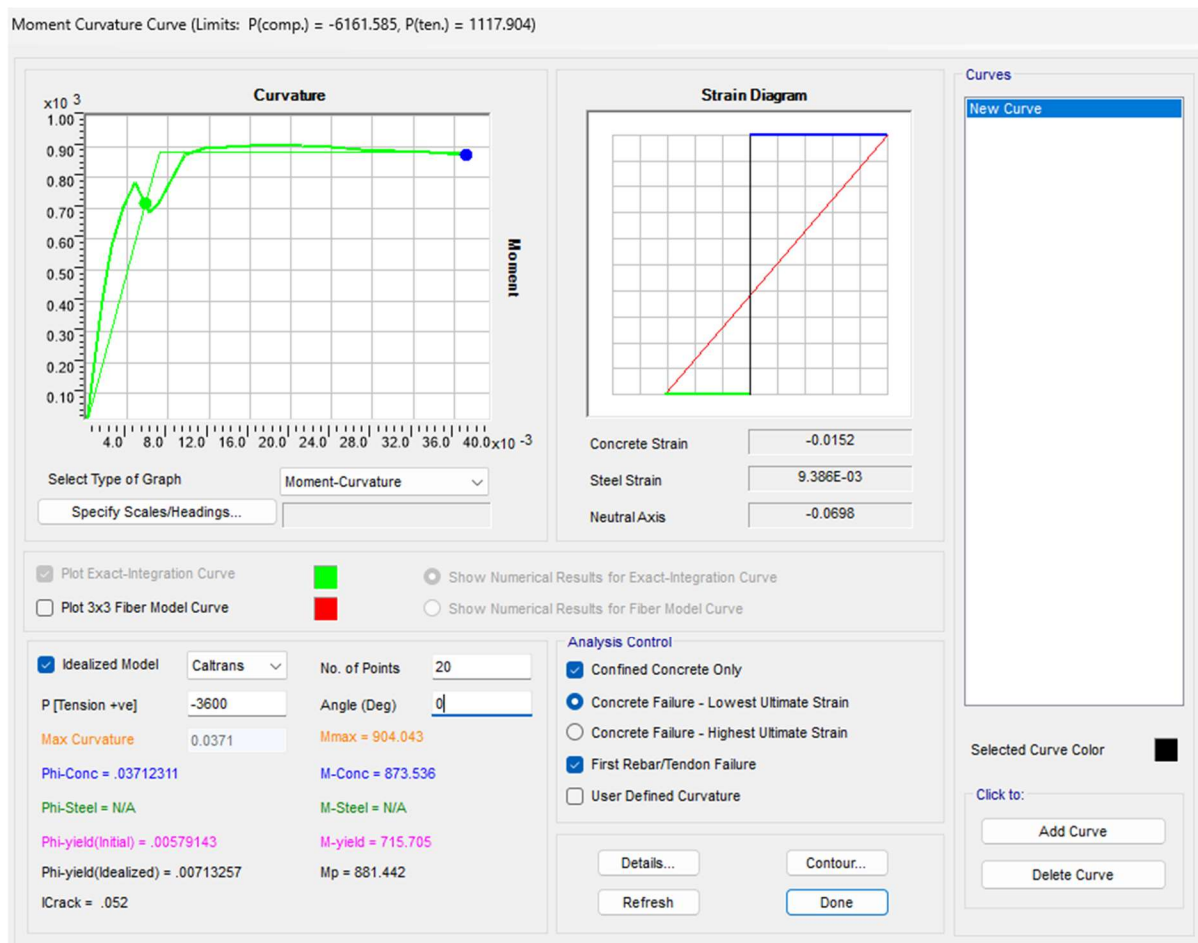 Moment Curvature Curve (Limits:  P(comp.) = -6161.585, P(ten.) = 1117.904)
Curvature
x10 3
1.00
0.90
0.80
0.70
0.60
0.50
0.40
0.30
0.20
0.10
Moment
4.0 8.0 12.0 16.0 20.0 24.0 28.0 32.0 36.0 40.0 x10 -3
Select Type of Graph
Moment-Curvature
Specify Scales/Headings...
Strain Diagram
Concrete Strain
-0.0152
Steel Strain
9.386E-03
Neutral Axis
-0.0698
Curves
New Curve
Plot Exact-Integration Curve
Show Numerical Results for Exact-Integration Curve
Plot 3x3 Fiber Model Curve
Show Numerical Results for Fiber Model Curve
Idealized Model
Caltrans
No. of Points
20
P [Tension +ve]
-3600
Angle (Deg)
0
Max Curvature
0.0371
Mmax = 904.043
Phi-Conc = .03712311
M-Conc = 873.536
Phi-Steel = N/A
M-Steel = N/A
Phi-yield(Initial) = .00579143
M-yield = 715.705
Phi-yield(Idealized) = .00713257
Mp = 881.442
ICrack =  .052
Analysis Control
Confined Concrete Only
Concrete Failure - Lowest Ultimate Strain
Concrete Failure - Highest Ultimate Strain
First Rebar/Tendon Failure
User Defined Curvature
Details...
Contour...
Refresh
Done
Selected Curve Color
Click to:
Add Curve
Delete Curve